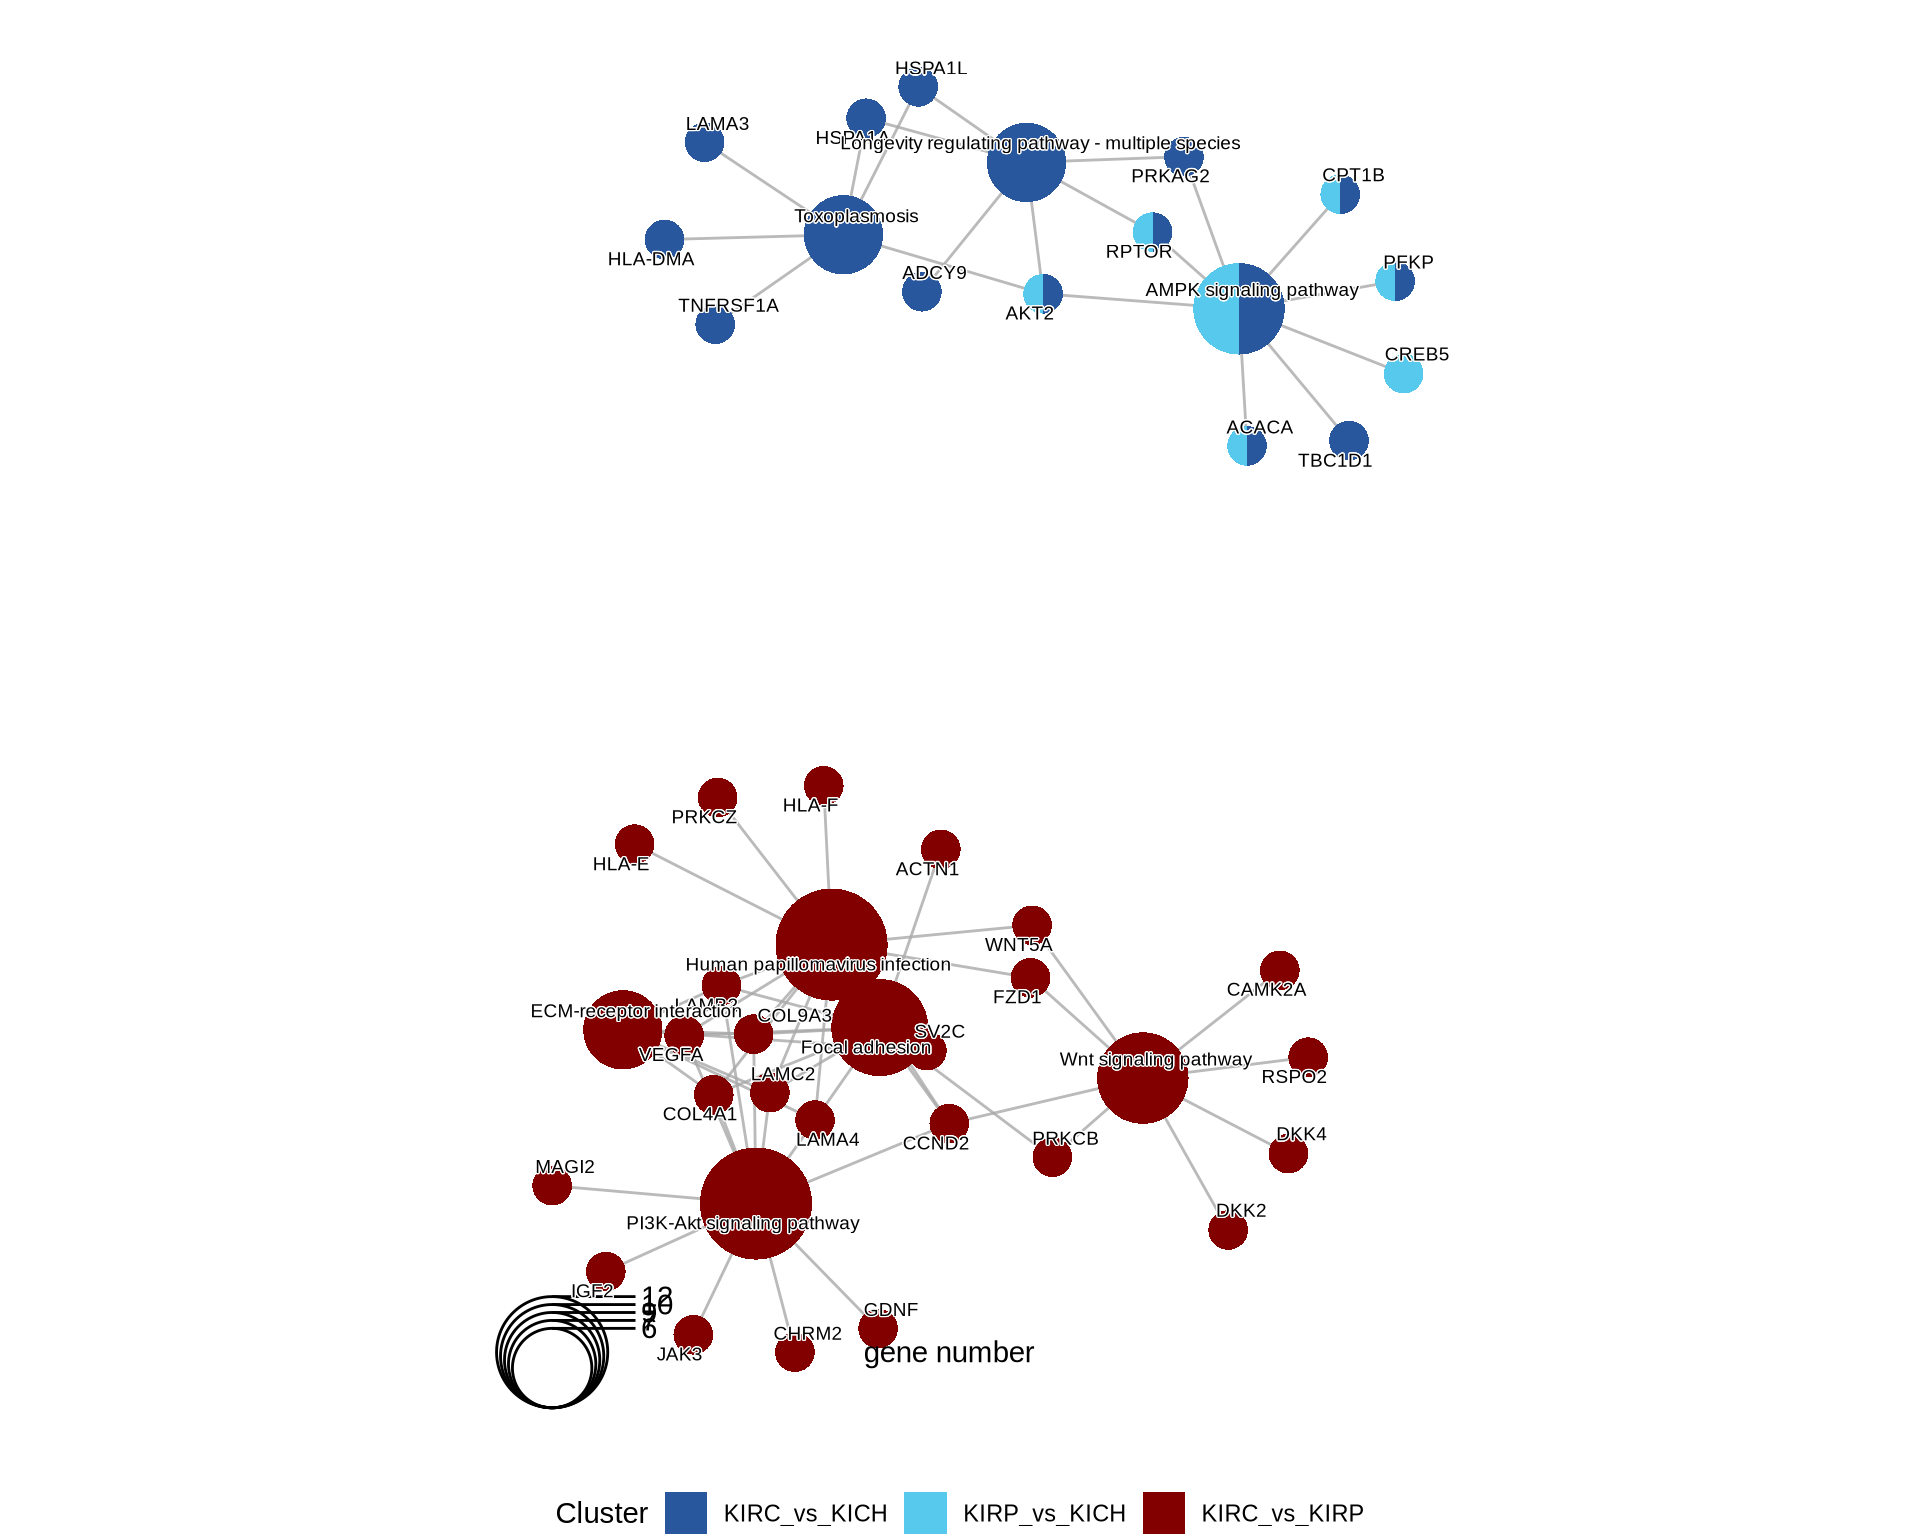 HSPA1L
LAMA3
HSPA1A
Longevity regulating pathway - multiple species
PRKAG2
CPT1B
Toxoplasmosis
RPTOR
HLA-DMA
PFKP
ADCY9
AMPK signaling pathway
TNFRSF1A
AKT2
CREB5
ACACA
TBC1D1
HLA-F
PRKCZ
HLA-E
ACTN1
WNT5A
Human papillomavirus infection
CAMK2A
FZD1
ECM-receptor interaction
COL9A3
SV2C
Focal adhesion
VEGFA
Wnt signaling pathway
LAMC2
RSPO2
COL4A1
DKK4
LAMA4
CCND2
PRKCB
MAGI2
DKK2
PI3K-Akt signaling pathway
IGF2
12
10
6
GDNF
CHRM2
JAK3
gene number
Cluster KIRC_vs_KICH KIRP_vs_KICH KIRC_vs_KIRP